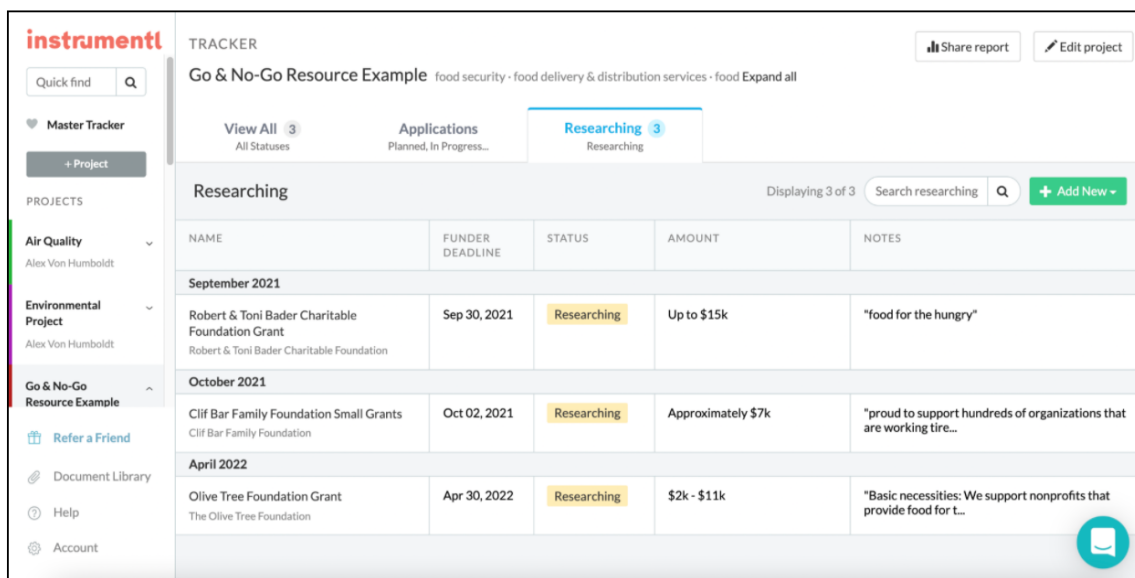 instrumentl
Quick find
Master Tracker
+ Project
PROJECTS
Air Quality
Alex Von Humboldt
Environmental
Project
Alex Von Humboldt
Go & No-Go
Resource Example
Refer a Friend
Document Library
Help
Account
TRACKER
Share report
Edit project
Go & No-Go Resource Example food security · food delivery & distribution services · food Expand all
View All 3
All Statuses
Applications
Planned, In Progress...
Researching 3
Researching
Researching
Displaying 3 of 3
Search researching
Add New
NAME
FUNDER
DEADLINE
STATUS
AMOUNT
NOTES
September 2021
Robert & Toni Bader Charitable
Foundation Grant
Robert & Toni Bader Charitable Foundation
Sep 30, 2021
Researching
Up to $15k
"food for the hungry"
October 2021
Clif Bar Family Foundation Small Grants
Clif Bar Family Foundation
Oct 02, 2021
Researching
Approximately $7k
"proud to support hundreds of organizations that
are working tire...
April 2022
Olive Tree Foundation Grant
The Olive Tree Foundation
Apr 30, 2022
Researching
$2k - $11k
"Basic necessities: We support nonprofits that
provide food for t...